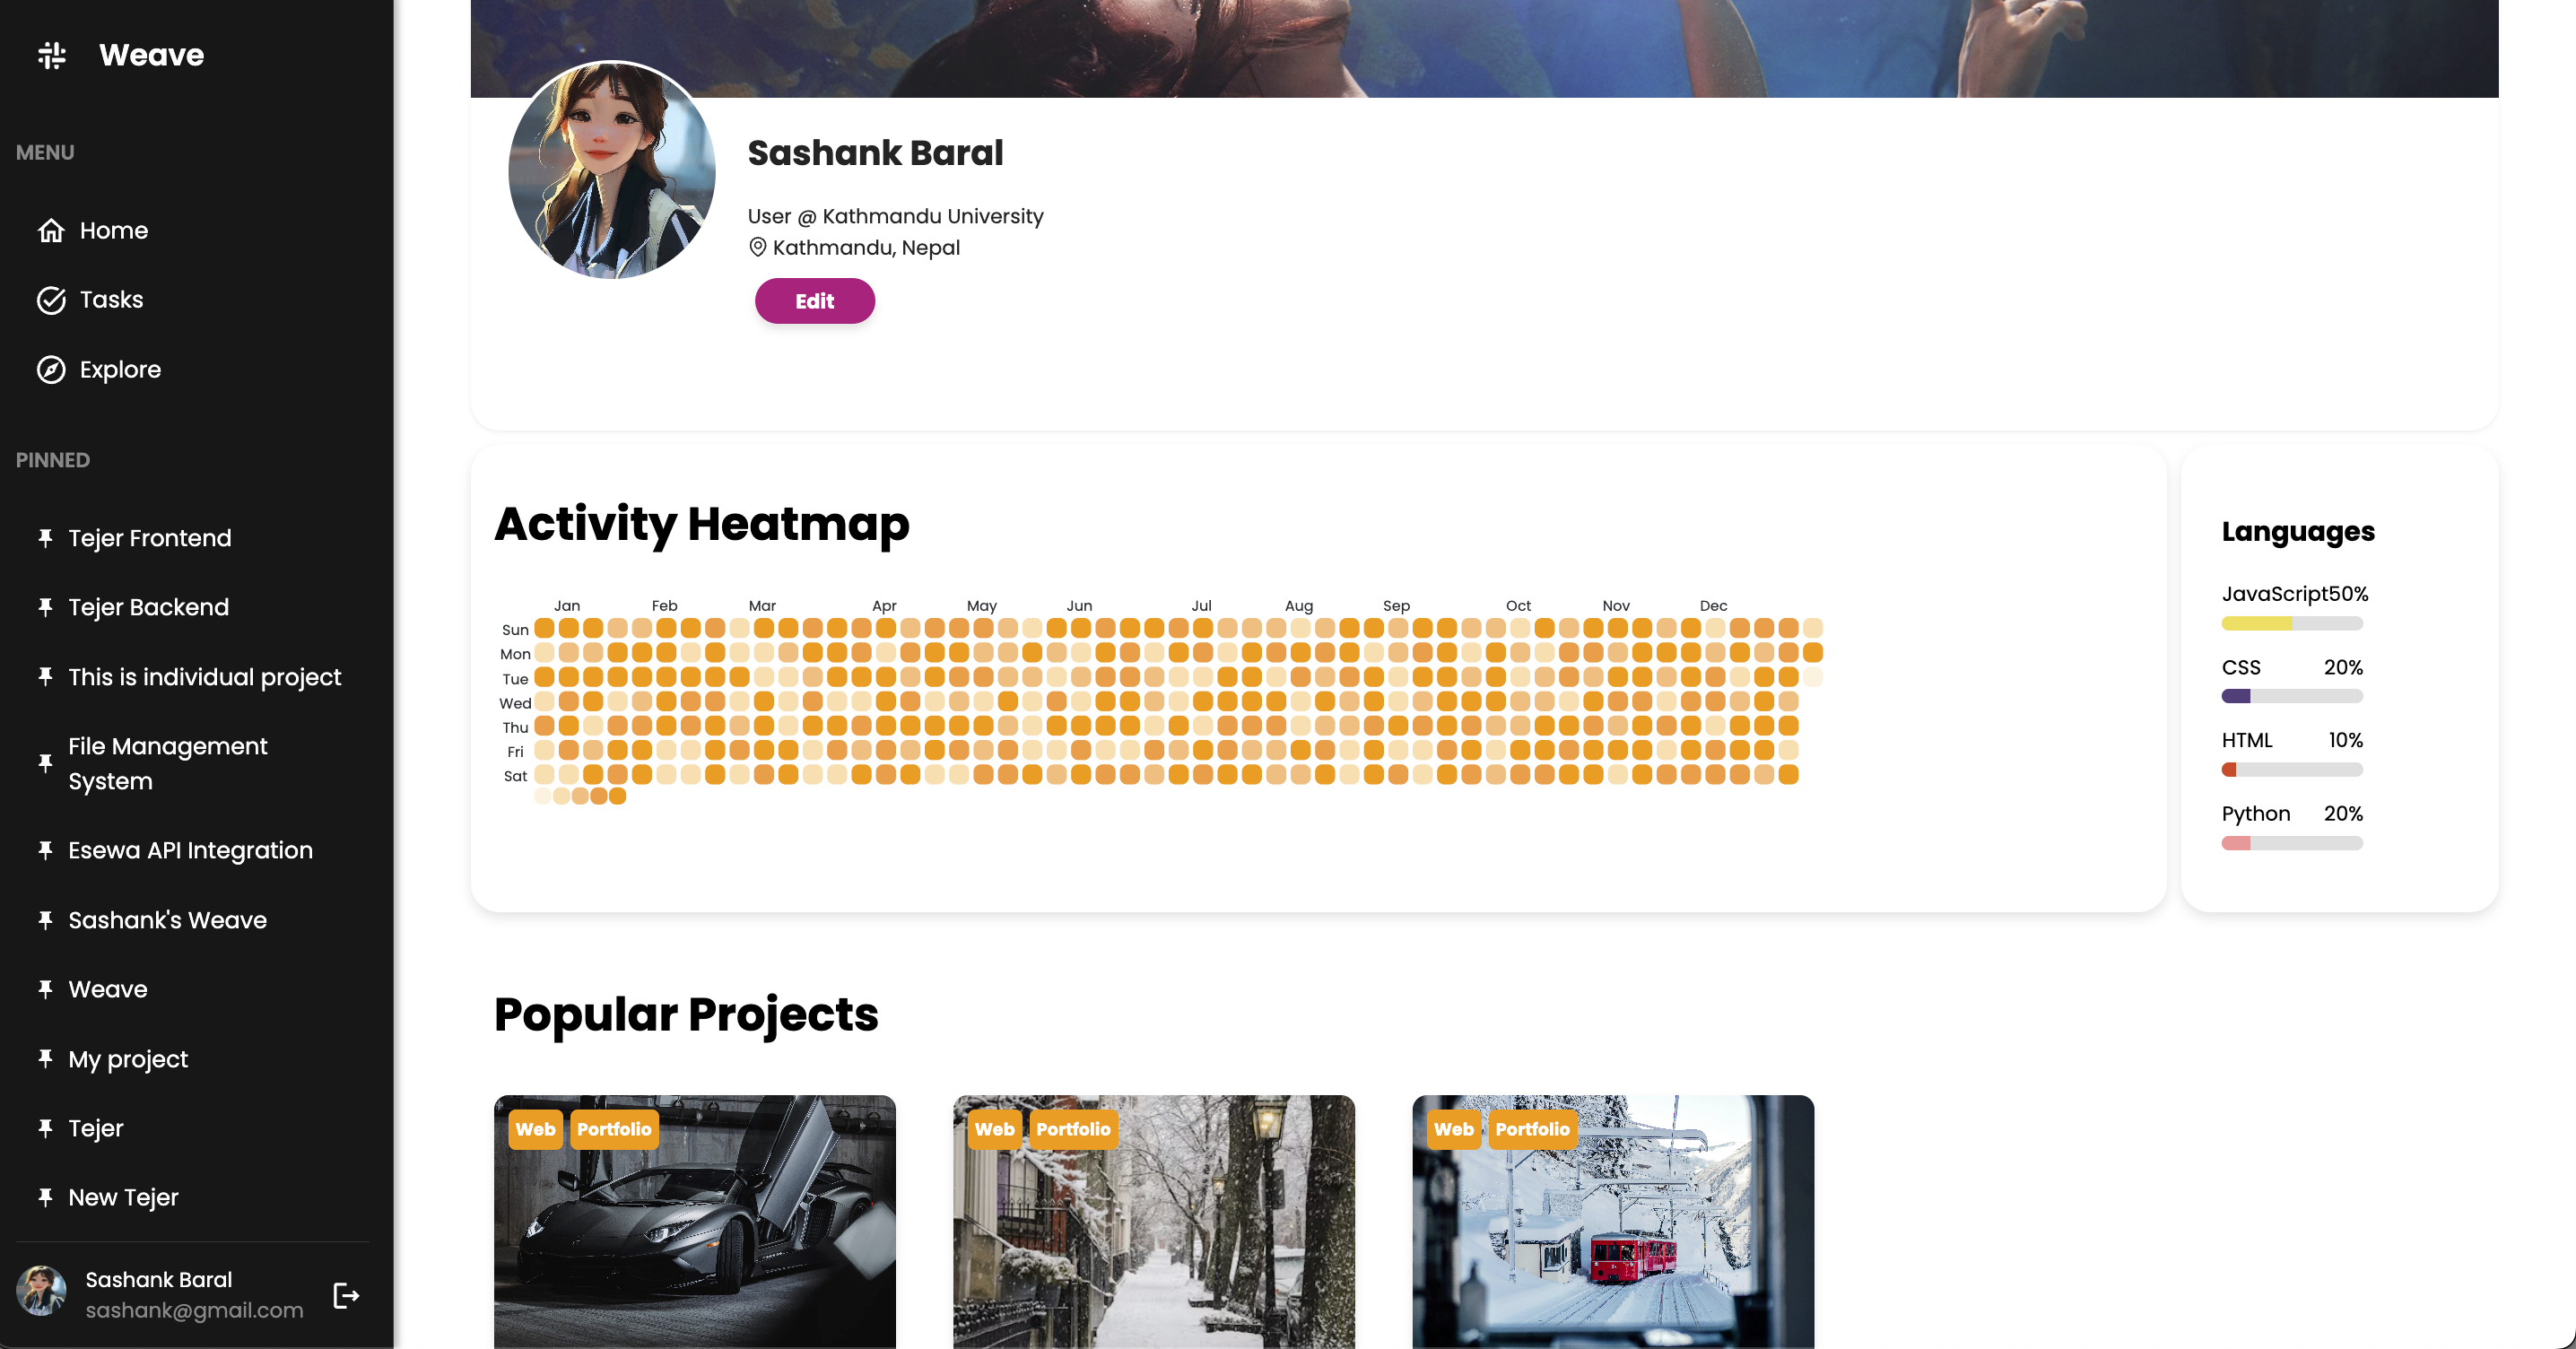 Weave
MENU
Home
Tasks
Explore
PINNED
Tejer Frontend
Tejer Backend
This is individual project
File Management
System
Esewa API Integration
Sashank's Weave
Weave
My project
Tejer
New Tejer
Sashank Baral
sashank@gmail.com
Sashank Baral
User @ Kathmandu University
Kathmandu, Nepal
Edit
Activity Heatmap
Jan Feb Mar Apr May Jun Jul Aug Sep Oct Nov Dec
Sun
Mon
Tue
Wed
Thu
Fri
Sat
Languages
JavaScript50%
CSS 20%
HTML 10%
Python 20%
Popular Projects
Web Portfolio
Web Portfolio
Web Portfolio